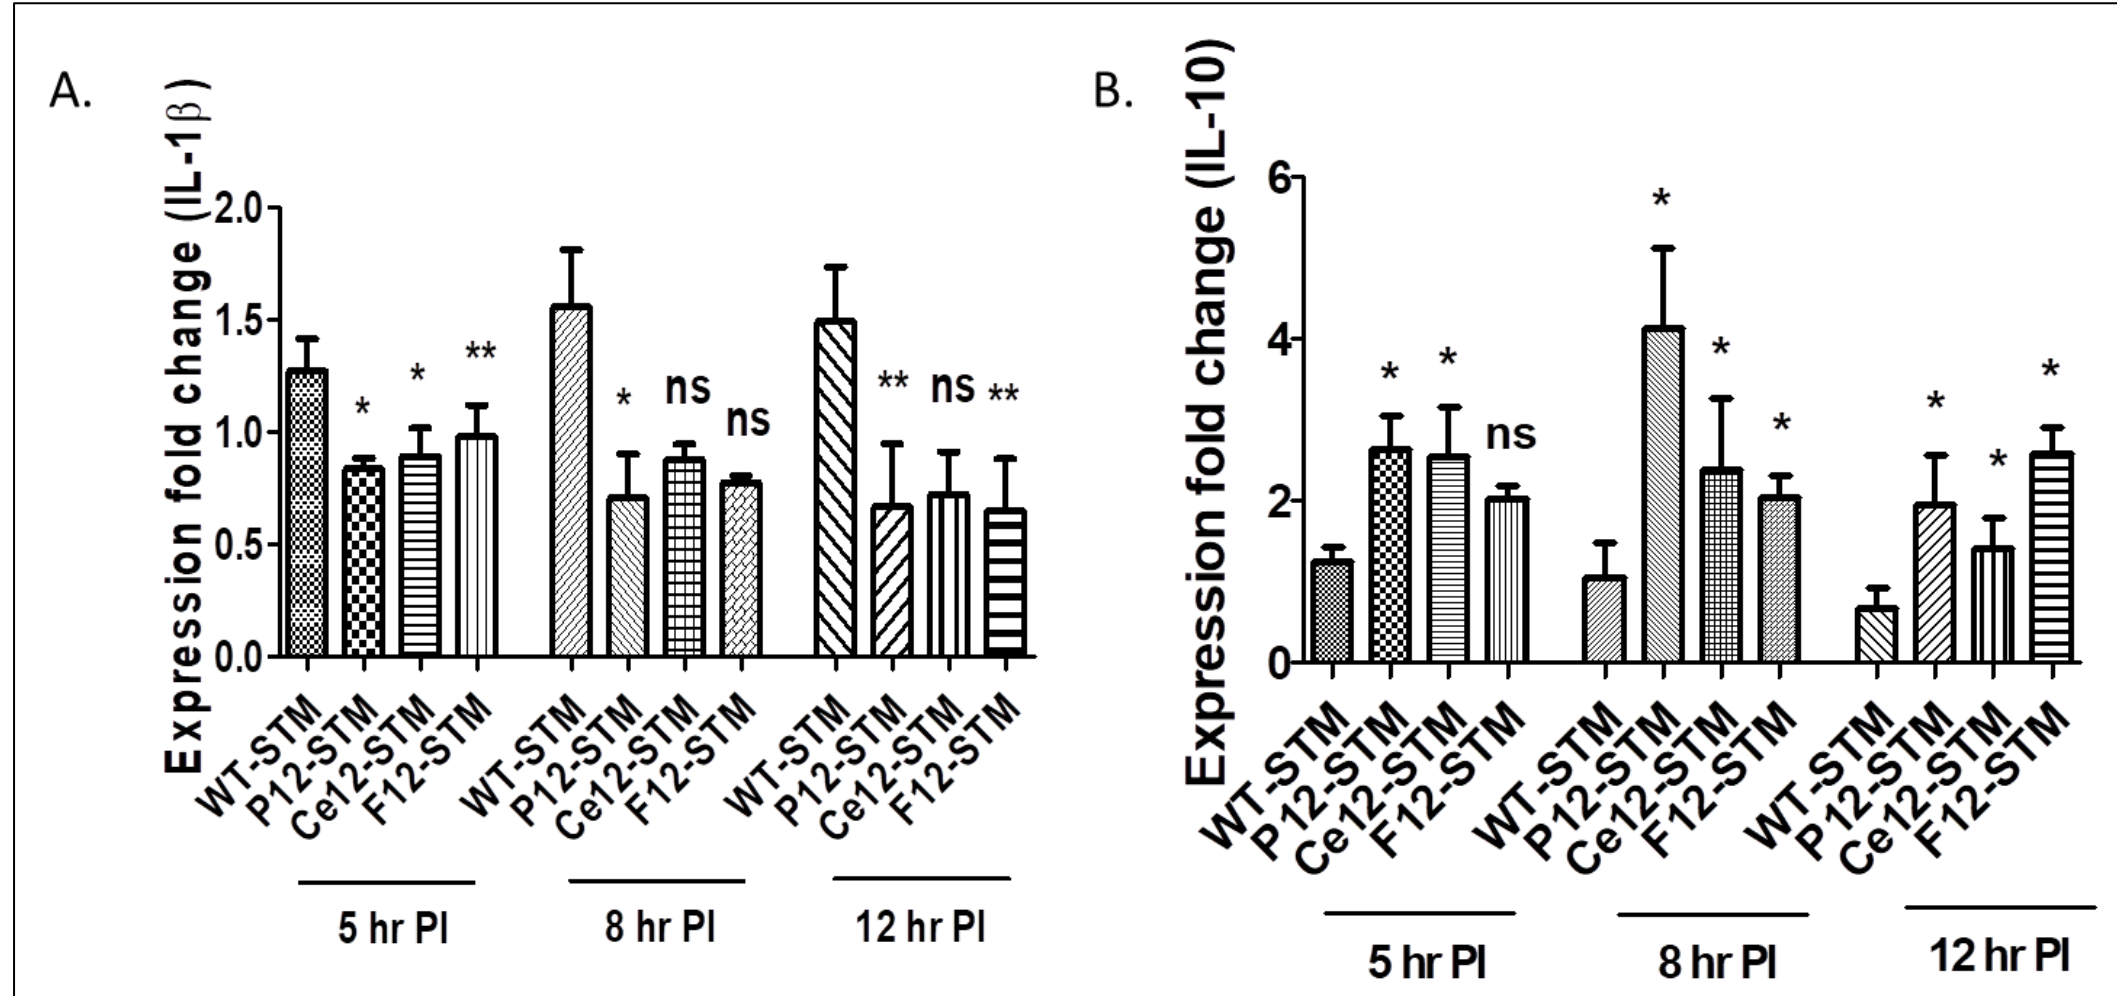 A.
Expression fold change (IL-1β)
2.0
1.5
1.0
0.5
0.0
*
*
**
*
ns
ns
**
ns
**
WT-STM
P12-STM
Ce12-STM
F12-STM
WT-STM
P12-STM
Ce12-STM
F12-STM
WT-STM
P12-STM
Ce12-STM
F12-STM
5 hr PI
8 hr PI
12 hr PI
B.
Expression fold change (IL-10)
6
4
2
0
*
*
ns
*
*
*
*
*
*
WT-STM
P12-STM
Ce12-STM
F12-STM
WT-STM
P12-STM
Ce12-STM
F12-STM
WT-STM
P12-STM
Ce12-STM
F12-STM
5 hr PI
8 hr PI
12 hr PI